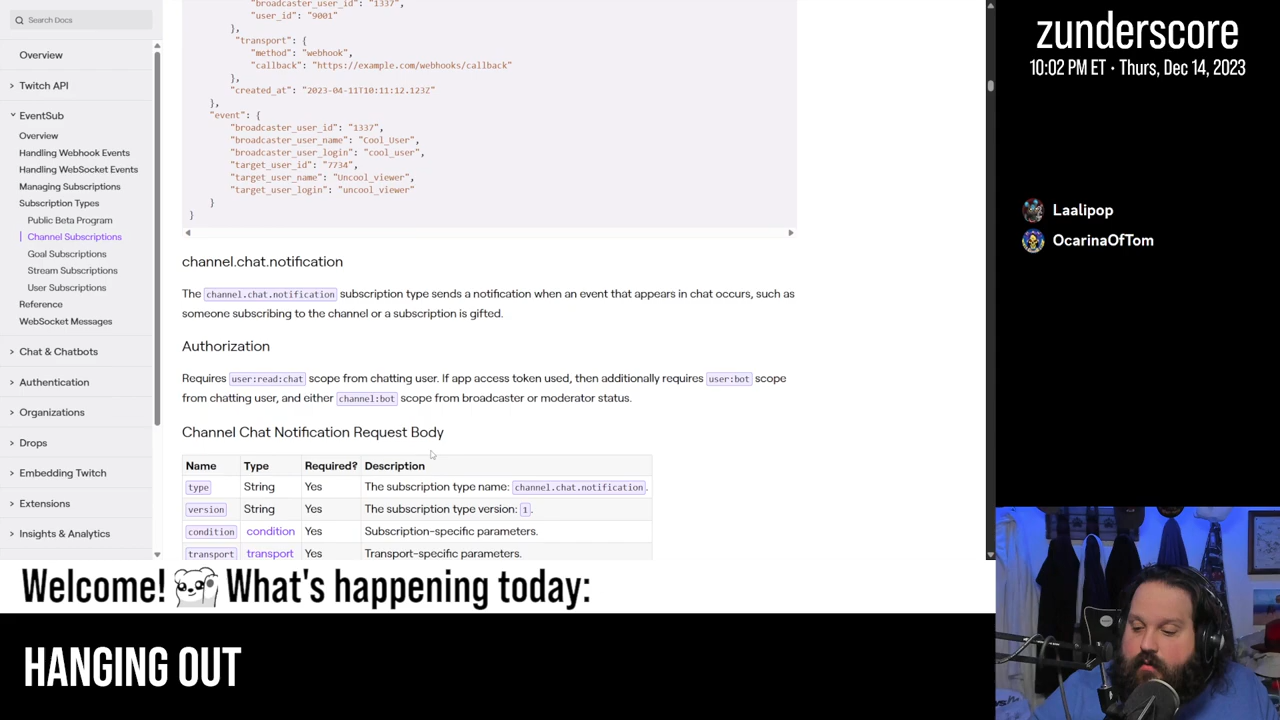 Search Docs
Overview
Twitch API
EventSub
Overview
Handling Webhook Events
Handling WebSocket Events
Managing Subscriptions
Subscription Types
Public Beta Program
Channel Subscriptions
Goal Subscriptions
Stream Subscriptions
User Subscriptions
Reference
WebSocket Messages
Chat & Chatbots
Authentication
Organizations
Drops
Embedding Twitch
Extensions
Insights & Analytics
"broadcaster_user_id": "1337",
"user_id": "9001"
},
"transport": {
"method": "webhook",
"callback": "https://example.com/webhooks/callback"
},
"created_at": "2023-04-11T10:11:12.123Z"
},
"event": {
"broadcaster_user_id": "1337",
"broadcaster_user_name": "Cool_User",
"broadcaster_user_login": "cool_user",
"target_user_id": "7734",
"target_user_name": "Uncool_viewer",
"target_user_login": "uncool_viewer"
}
}
channel.chat.notification
The channel.chat.notification subscription type sends a notification when an event that appears in chat occurs, such as
someone subscribing to the channel or a subscription is gifted.
Authorization
Requires user:read:chat scope from chatting user. If app access token used, then additionally requires user:bot scope
from chatting user, and either channel:bot scope from broadcaster or moderator status.
Channel Chat Notification Request Body
Name Type Required? Description
type String Yes The subscription type name: channel.chat.notification.
version String Yes The subscription type version: 1.
condition condition Yes Subscription-specific parameters.
transport transport Yes Transport-specific parameters.
zunderscore
10:02 PM ET · Thurs, Dec 14, 2023
Laalipop
OcarinaOfTom
Welcome! What's happening today:
HANGING OUT